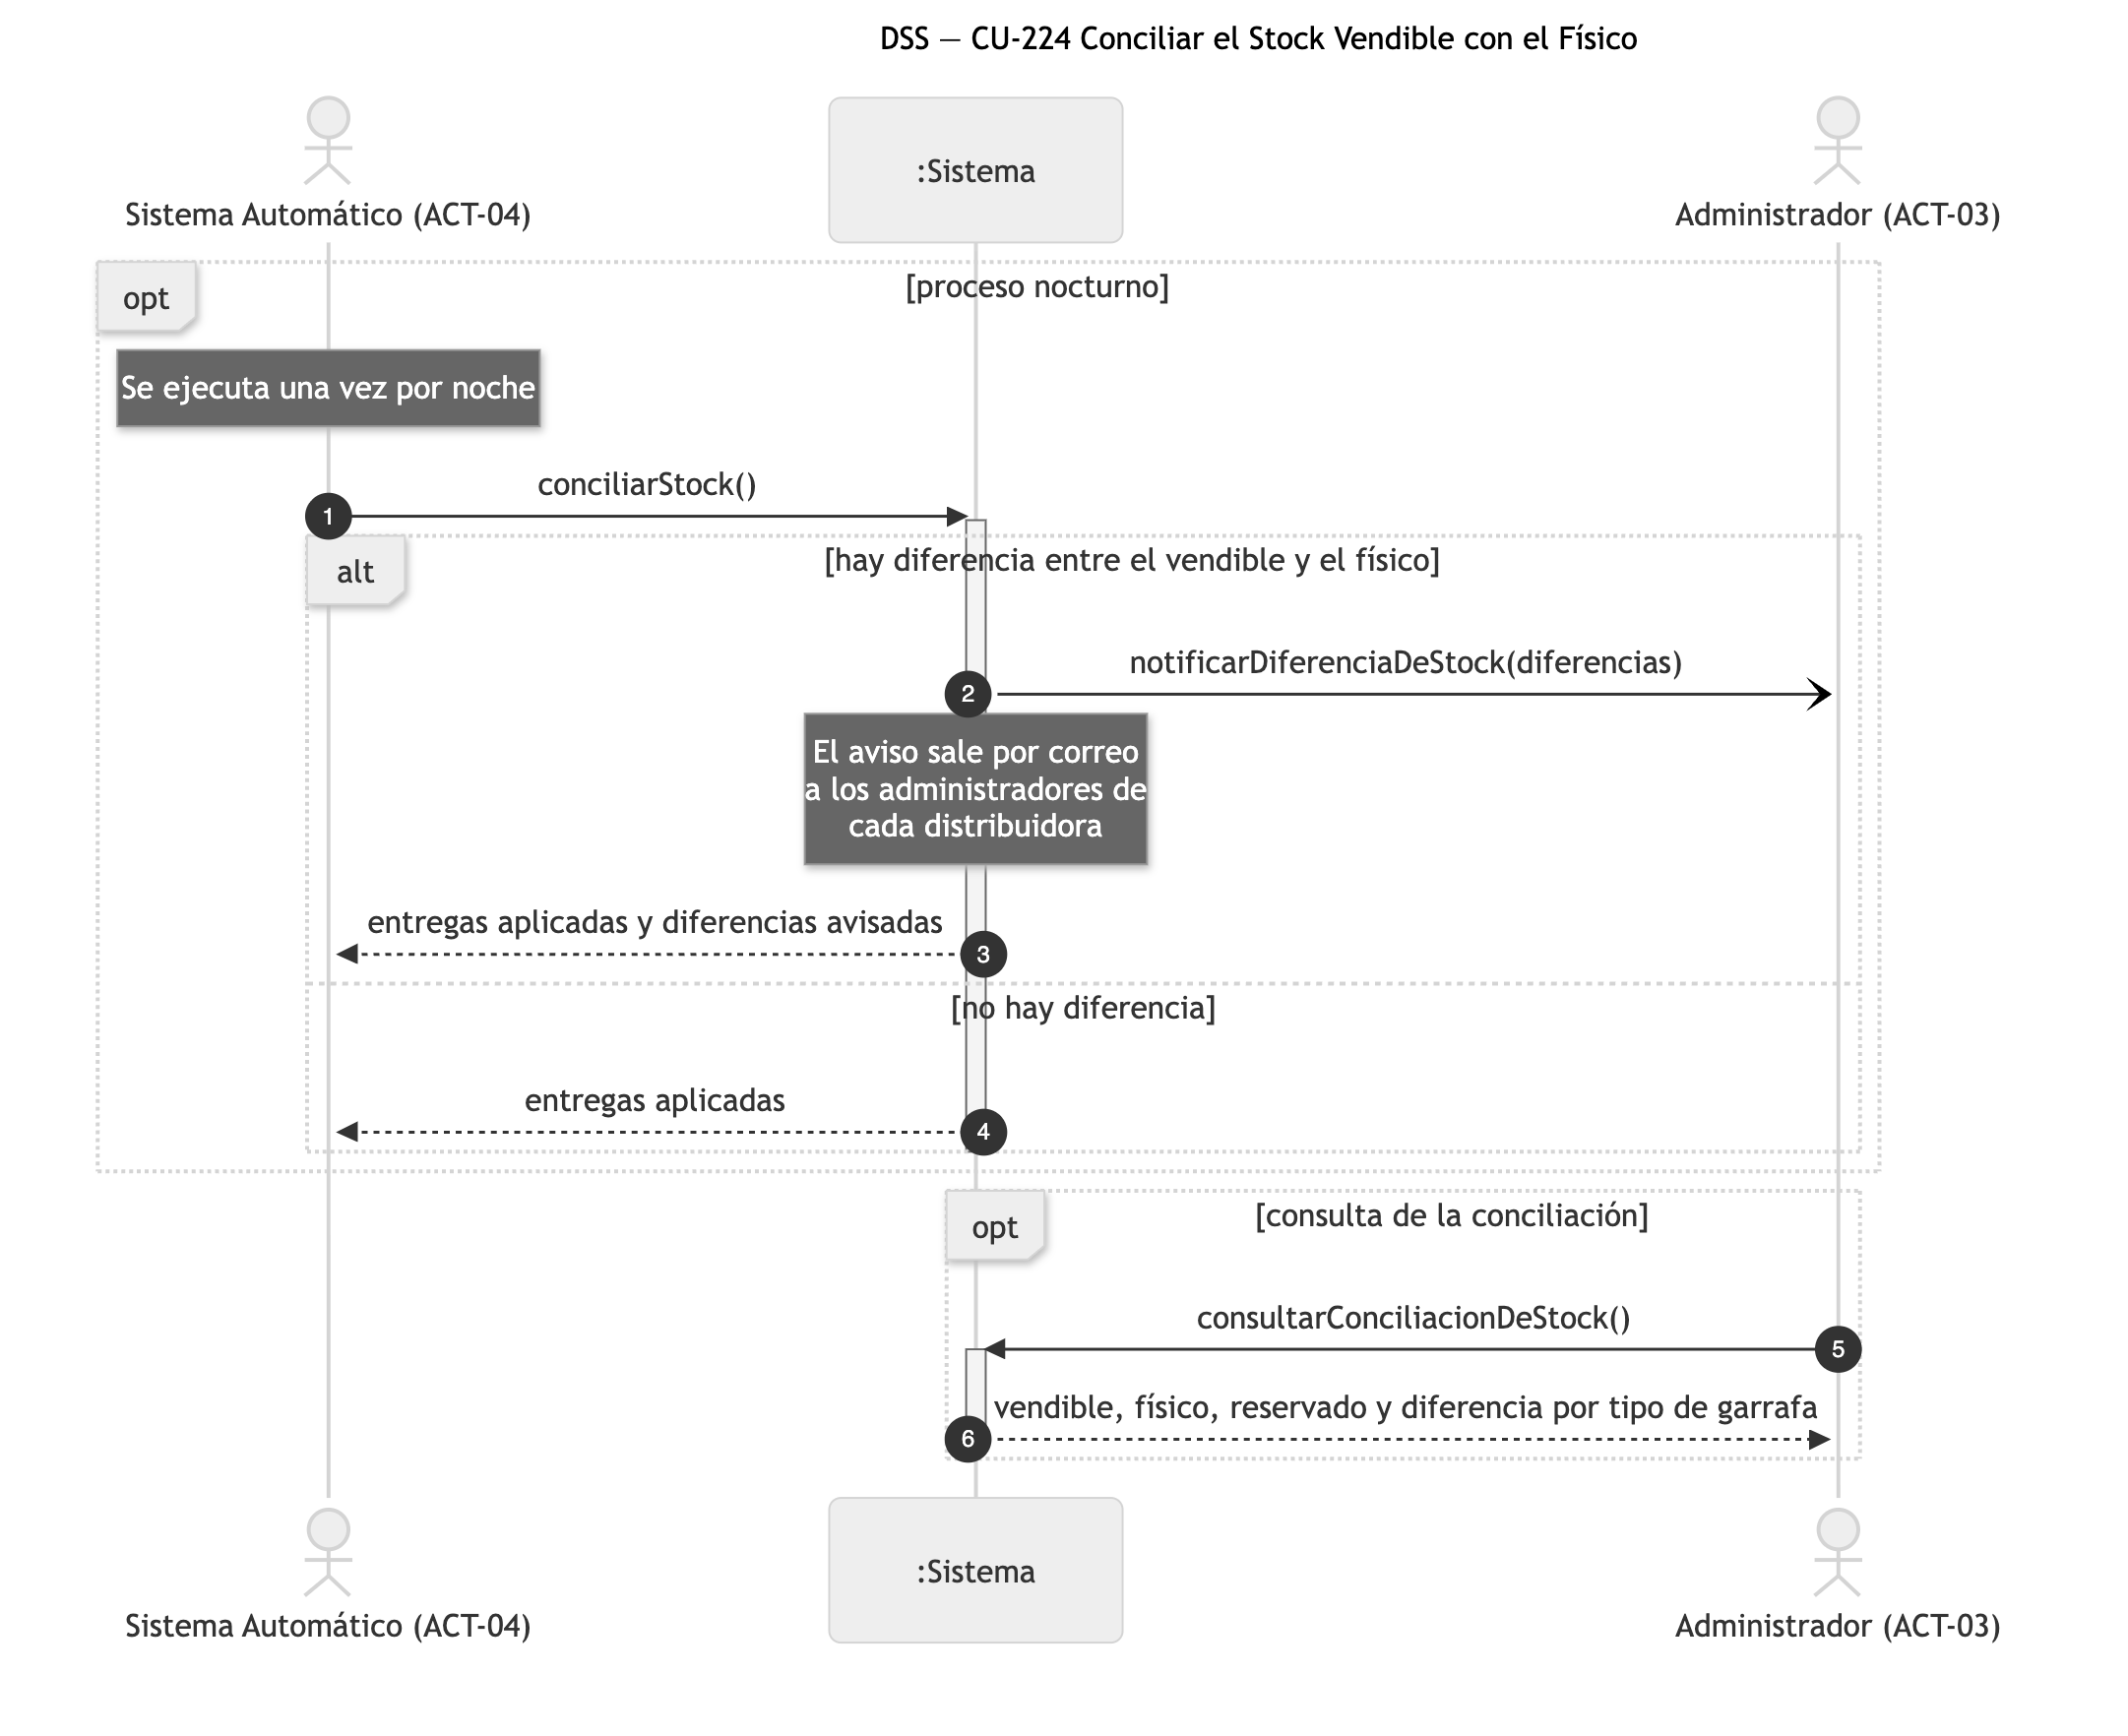 DSS — CU-224 Conciliar el Stock Vendible con el Físico
Sistema Automático (ACT-04)
:Sistema
Administrador (ACT-03)
opt
[proceso nocturno]
Se ejecuta una vez por noche
conciliarStock()
1
alt
[hay diferencia entre el vendible y el físico]
notificarDiferenciaDeStock(diferencias)
2
El aviso sale por correo
a los administradores de
cada distribuidora
entregas aplicadas y diferencias avisadas
3
[no hay diferencia]
entregas aplicadas
4
opt
[consulta de la conciliación]
consultarConciliacionDeStock()
5
vendible, físico, reservado y diferencia por tipo de garrafa
6
Sistema Automático (ACT-04)
:Sistema
Administrador (ACT-03)